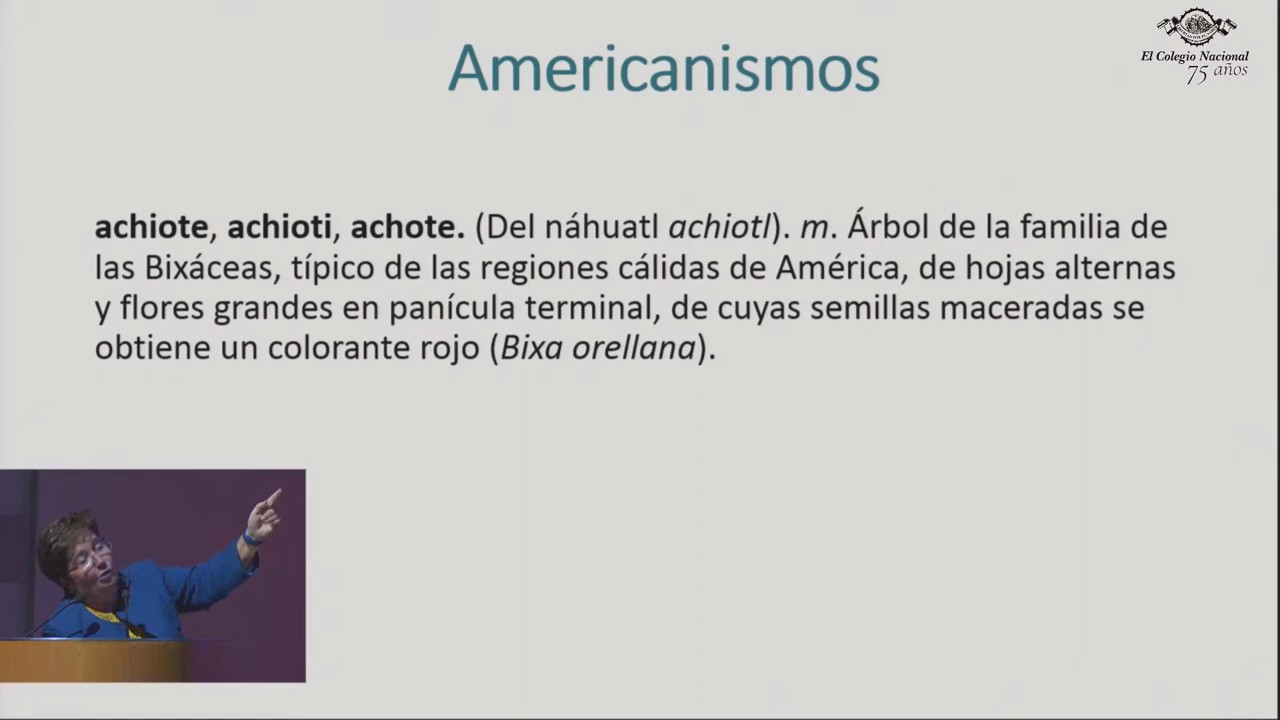 Americanismos
El Colegio Nacional
75 años
achiote, achioti, achote. (Del náhuatl achiotl). m. Árbol de la familia de
las Bixáceas, típico de las regiones cálidas de América, de hojas alternas
y flores grandes en panícula terminal, de cuyas semillas maceradas se
obtiene un colorante rojo (Bixa orellana).